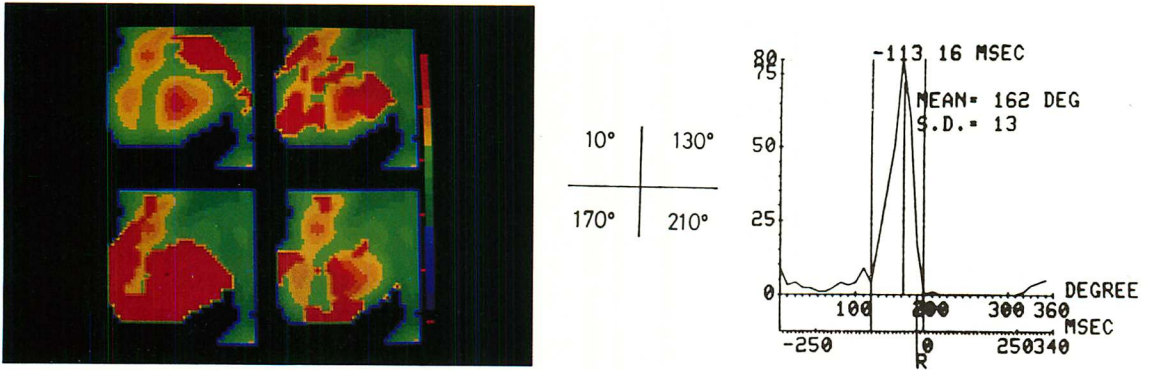 10° 130°
170° 210°
80
75
50
25
0
-113 16 MSEC
MEAN= 162 DEG
S.D.= 13
100 300 360 DEGREE
MSEC
-250 0 250340
R